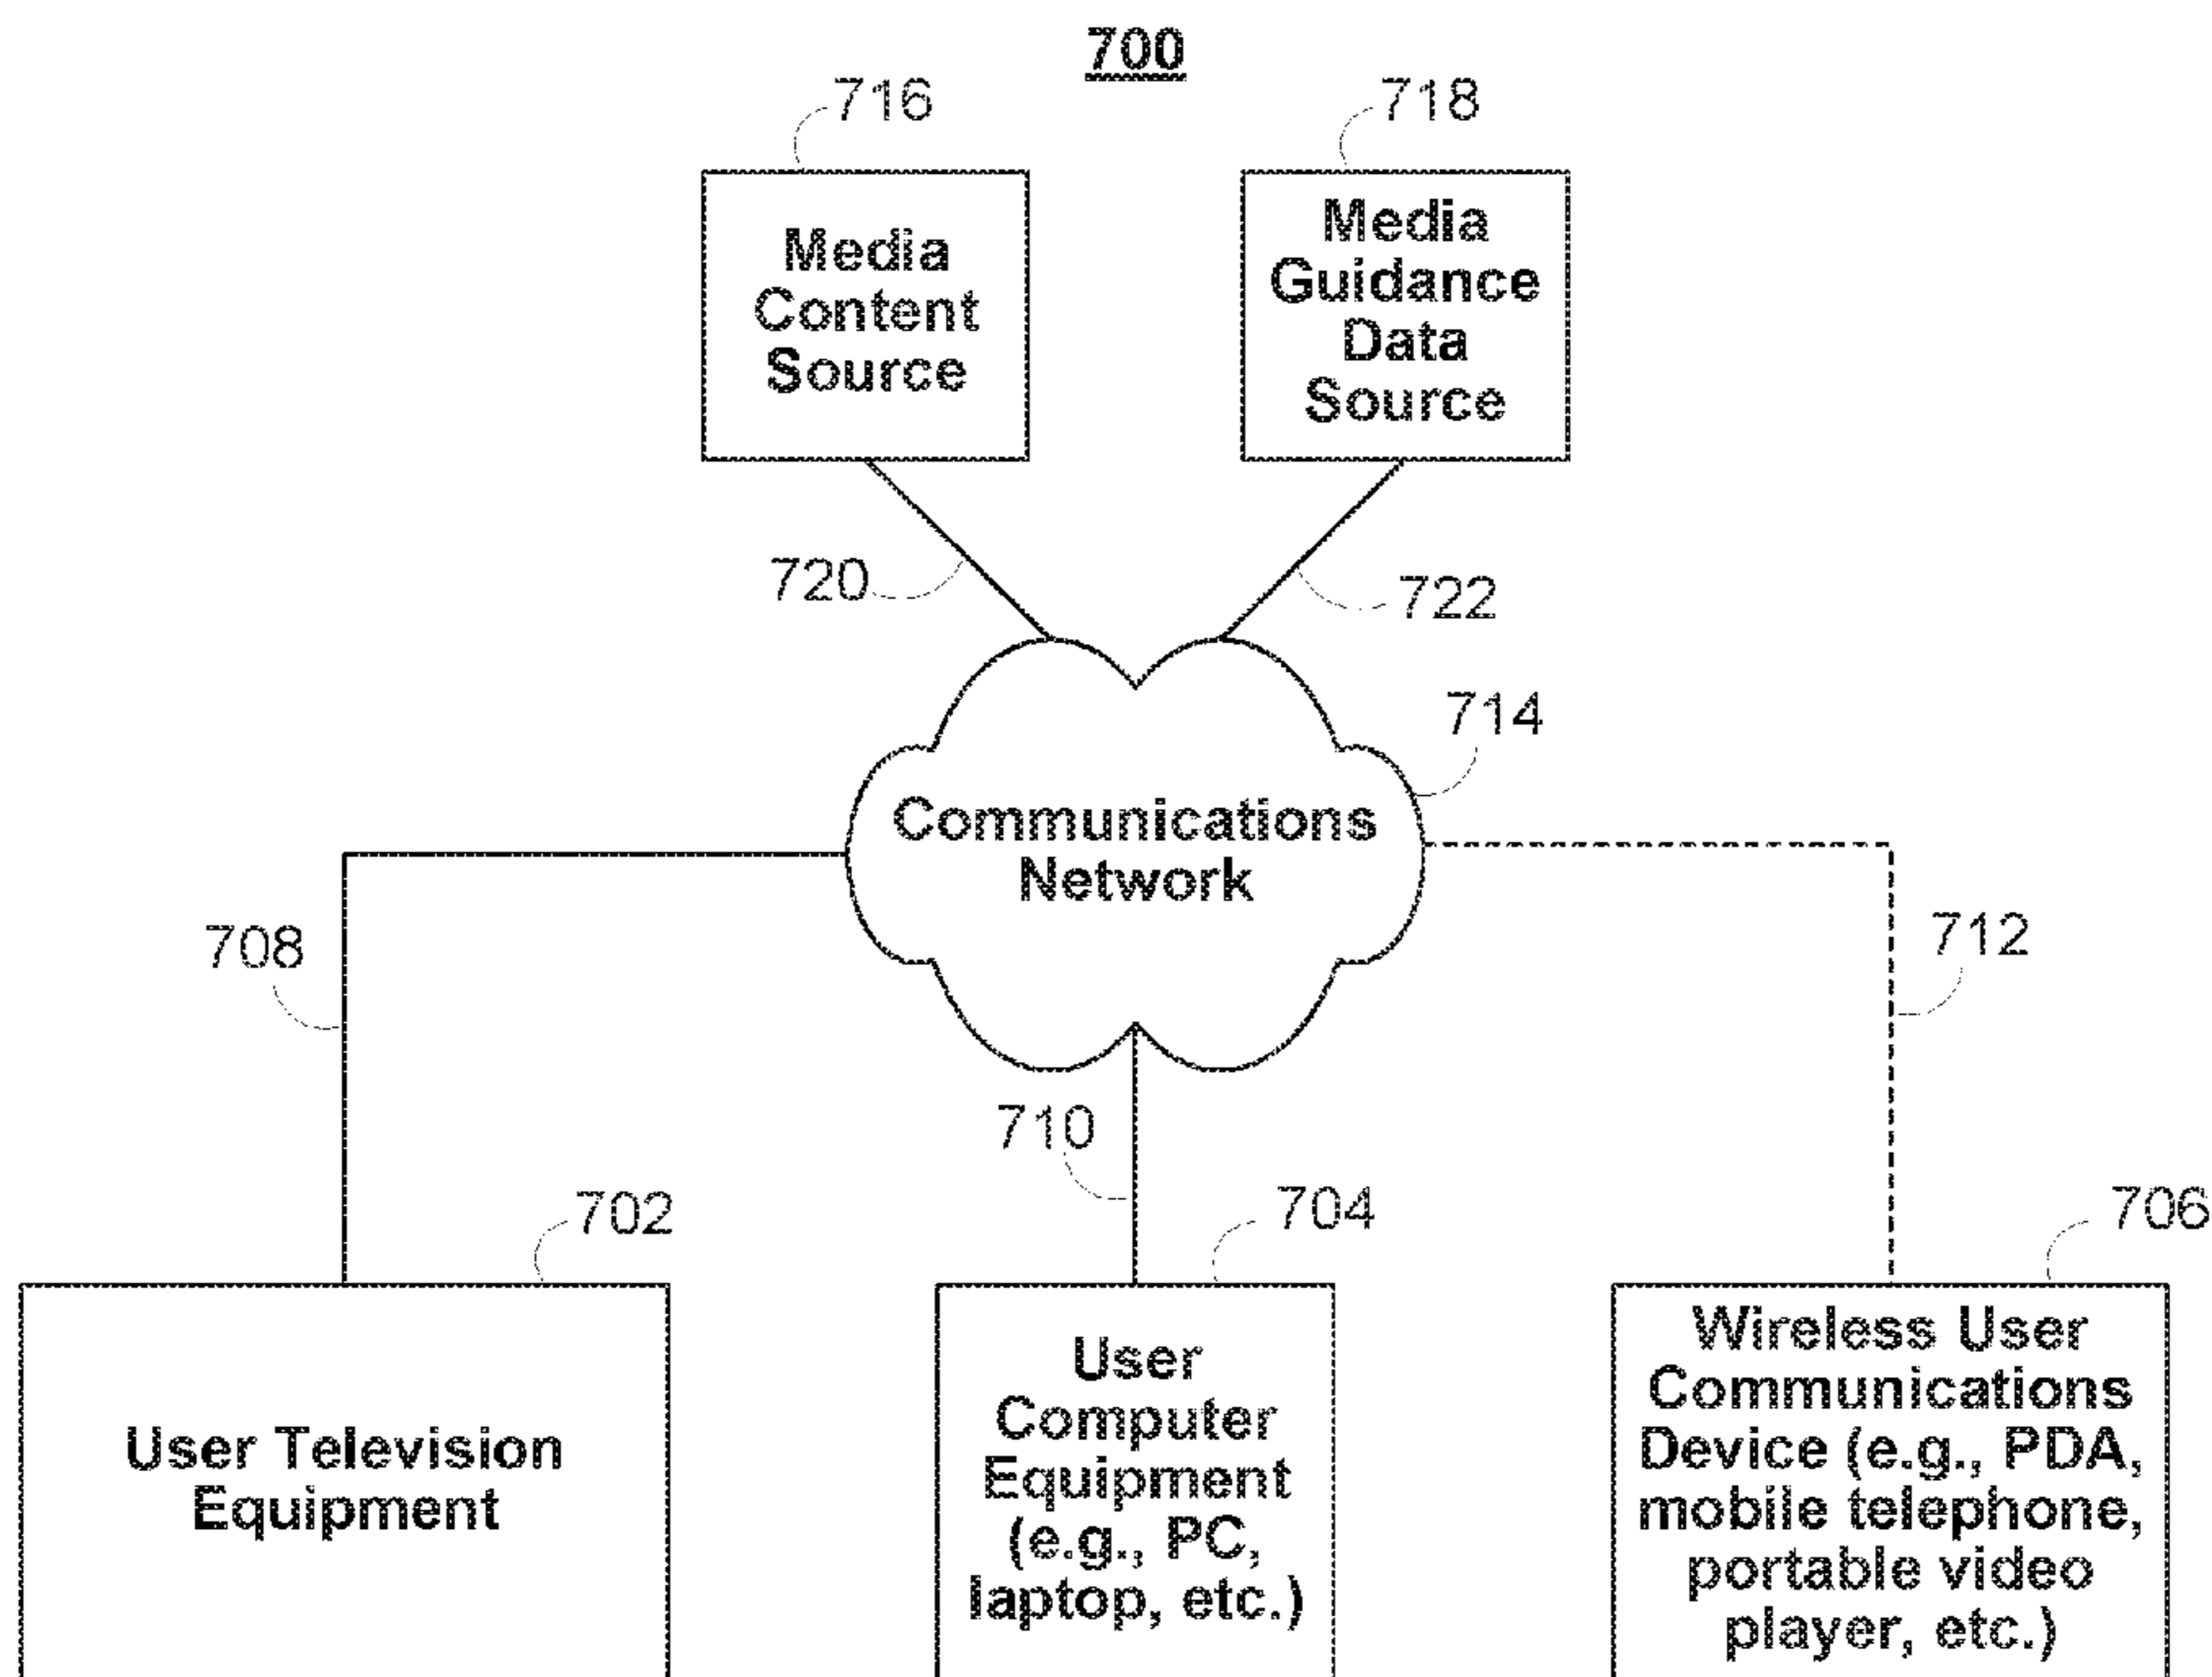 700
716
718
Media
Content
Source
Media
Guidance
Data
Source
720
722
714
Communications
Network
708
712
710
702
704
706
User Television
Equipment
User
Computer
Equipment
(e.g., PC,
laptop, etc.)
Wireless User
Communications
Device (e.g., PDA,
mobile telephone,
portable video
player, etc.)